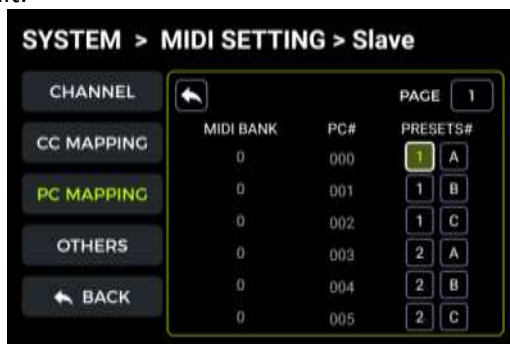 SYSTEM > MIDI SETTING > Slave
CHANNEL
CC MAPPING
PC MAPPING
OTHERS
BACK
PAGE 1
MIDI BANK PC# PRESETS#
0 000 1 A
0 001 1 B
0 002 1 C
0 003 2 A
0 004 2 B
0 005 2 C